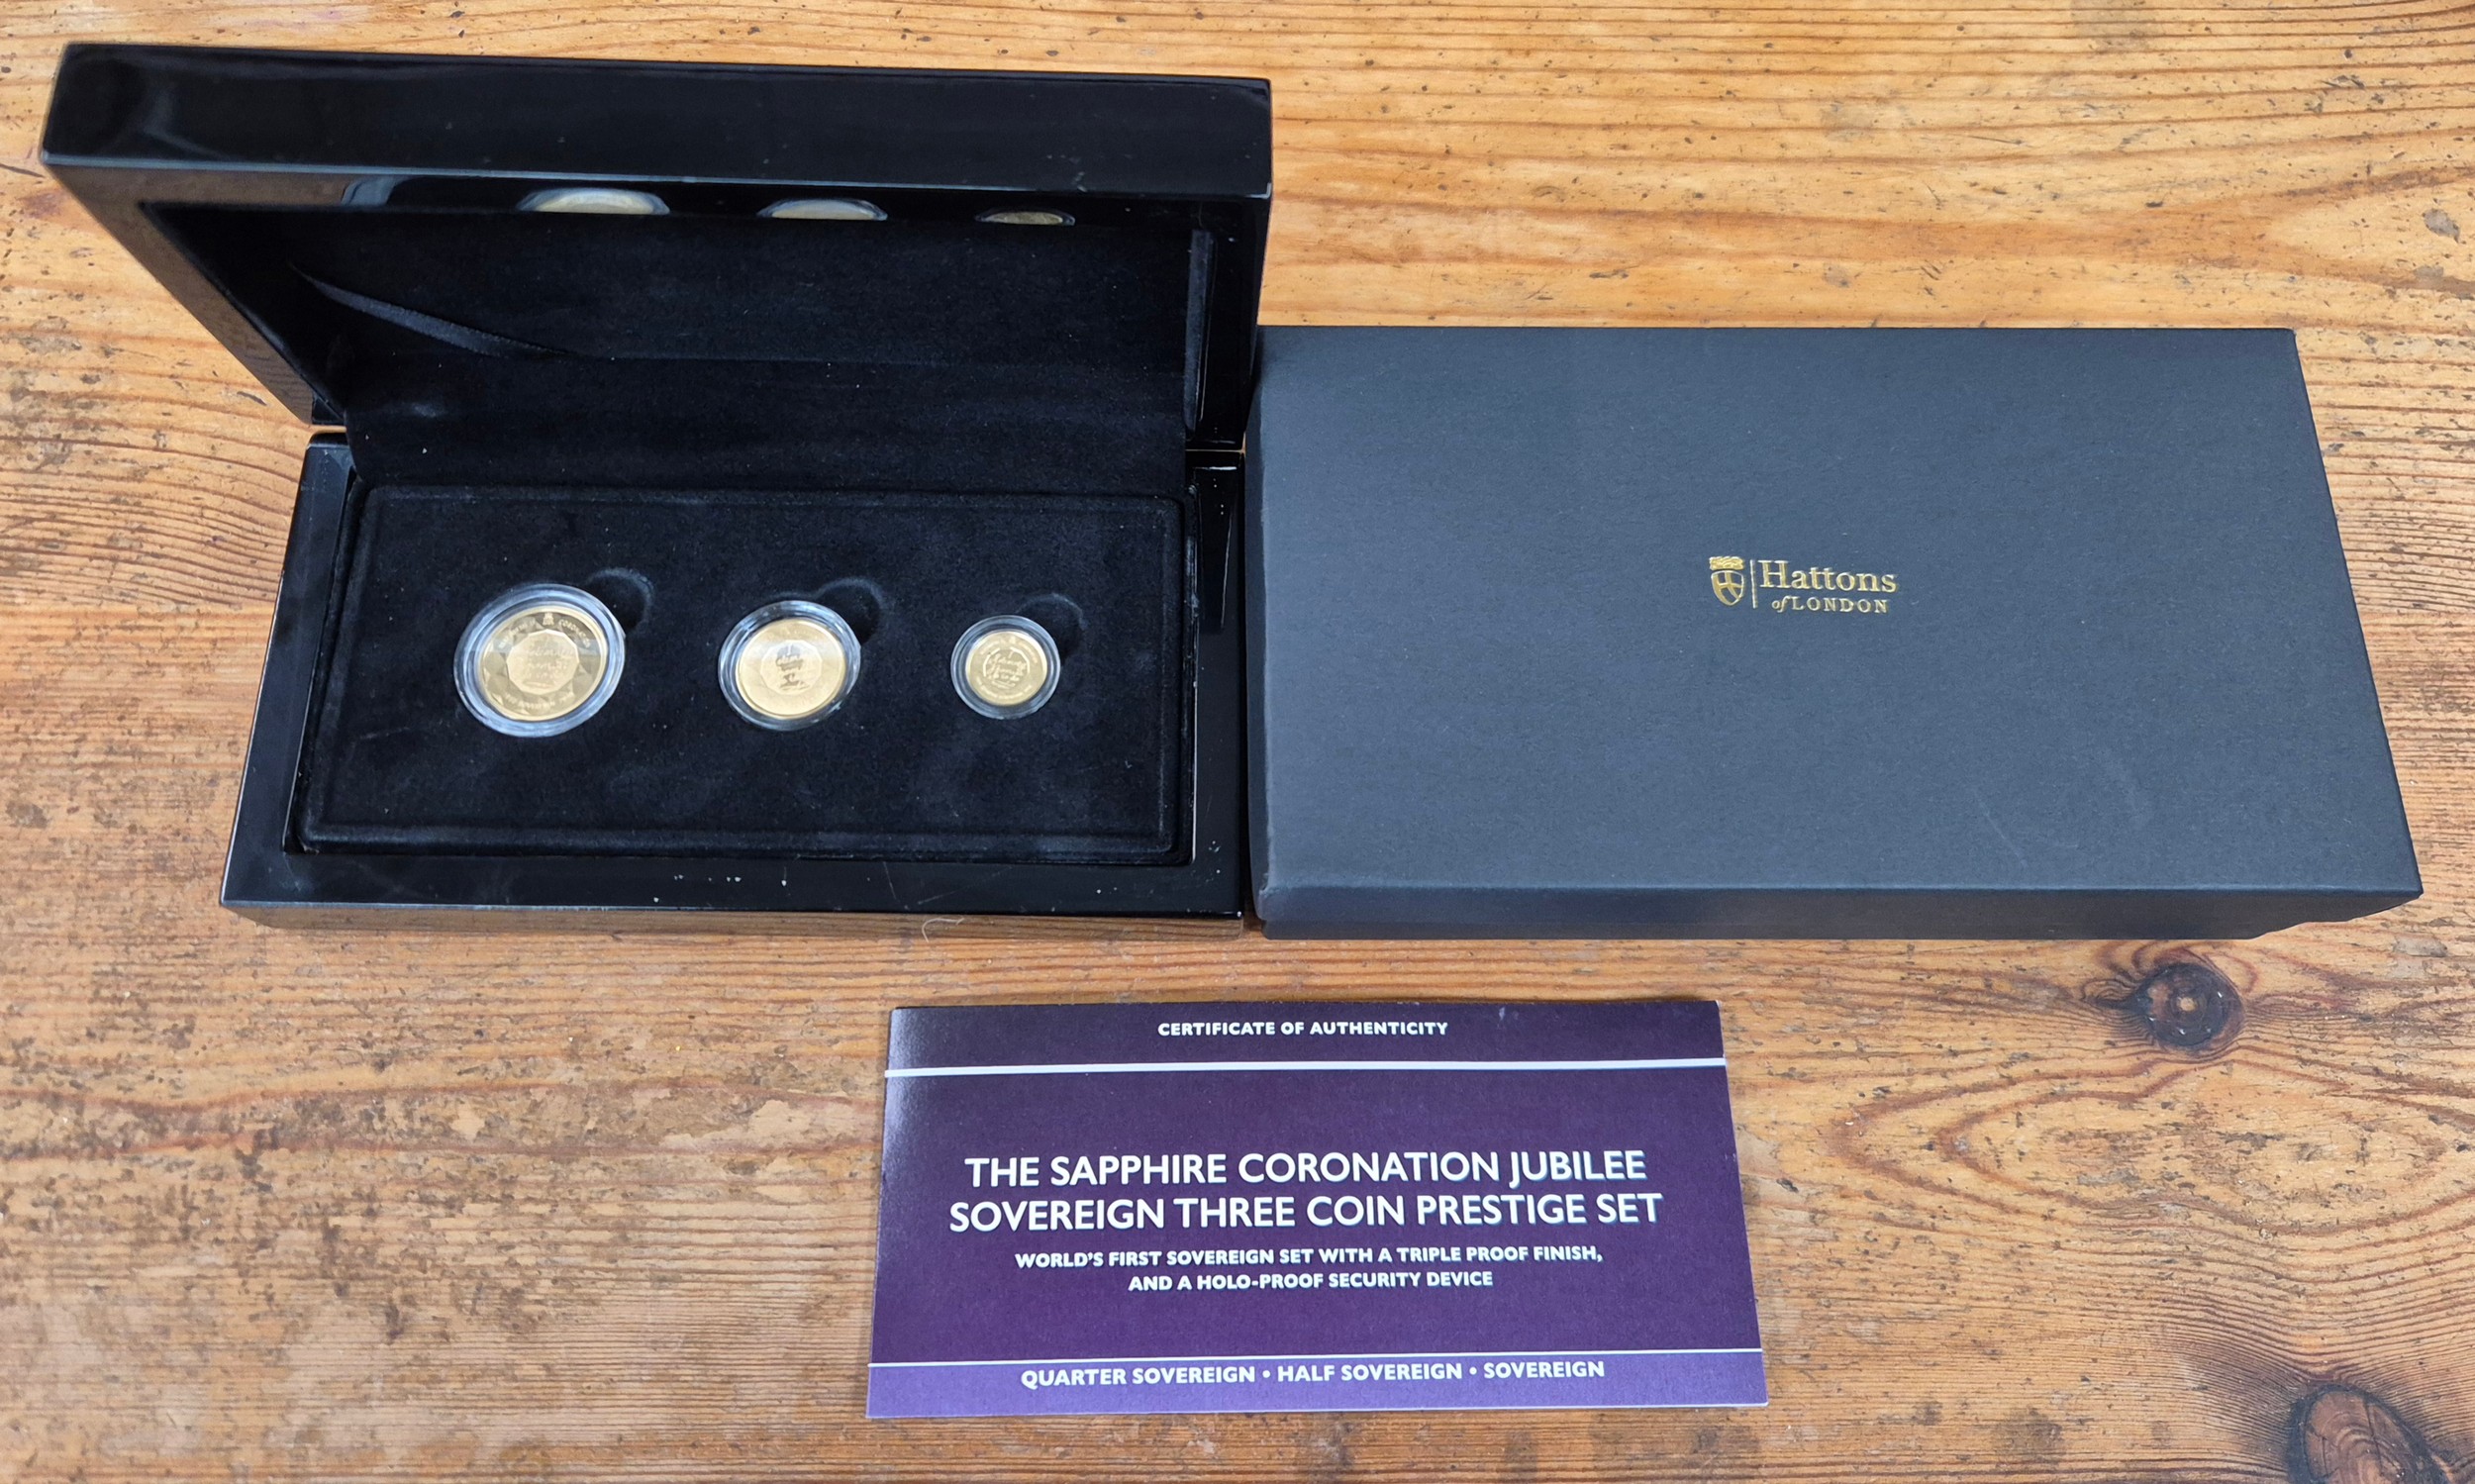 Hattons
of LONDON
CERTIFICATE OF AUTHENTICITY
THE SAPPHIRE CORONATION JUBILEE
SOVEREIGN THREE COIN PRESTIGE SET
WORLD'S FIRST SOVEREIGN SET WITH A TRIPLE PROOF FINISH,
AND A HOLO-PROOF SECURITY DEVICE
QUARTER SOVEREIGN • HALF SOVEREIGN • SOVEREIGN